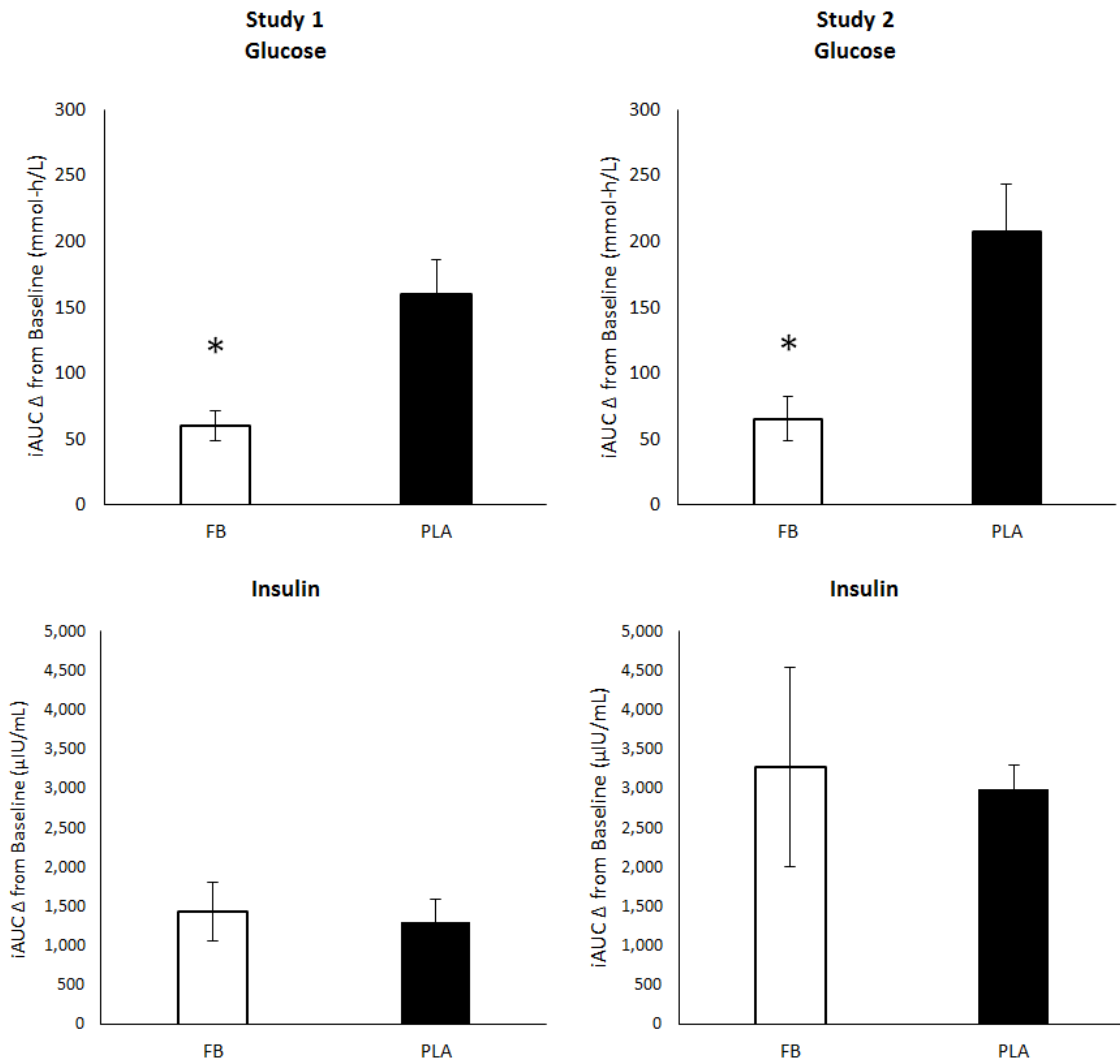 Study 1
Glucose
iAUC Δ from Baseline (mmol-h/L)
300
250
200
150
100
50
0
*
FB
PLA
Study 2
Glucose
iAUC Δ from Baseline (mmol-h/L)
300
250
200
150
100
50
0
*
FB
PLA
Insulin
iAUC Δ from Baseline (µIU/mL)
5,000
4,500
4,000
3,500
3,000
2,500
2,000
1,500
1,000
500
0
FB
PLA
Insulin
iAUC Δ from Baseline (µIU/mL)
5,000
4,500
4,000
3,500
3,000
2,500
2,000
1,500
1,000
500
0
FB
PLA